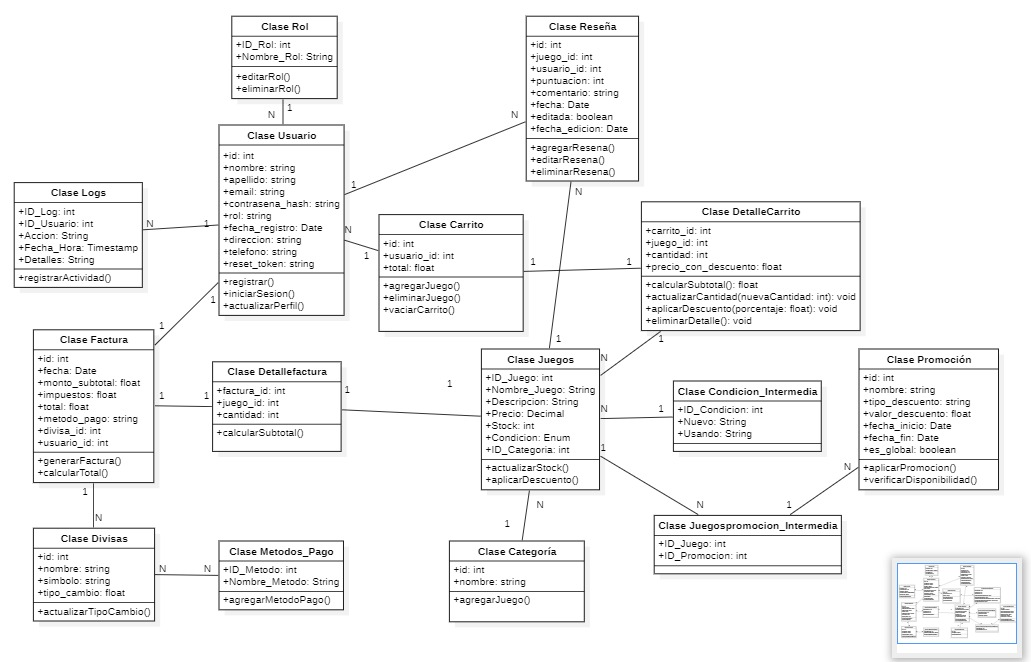 Clase Rol
+ID_Rol: int
+Nombre_Rol: String
+editarRol()
+eliminarRol()
1
N
Clase Reseña
+id: int
+juego_id: int
+usuario_id: int
+puntuacion: int
+comentario: string
+fecha: Date
+editada: boolean
+fecha_edicion: Date
+agregarResena()
+editarResena()
+eliminarResena()
N
N
Clase Usuario
+id: int
+nombre: string
+apellido: string
+email: string
+contrasena_hash: string
+rol: string
+fecha_registro: Date
+direccion: string
+telefono: string
+reset_token: string
+registrar()
+iniciarSesion()
+actualizarPerfil()
1
N
1
1
1
Clase Logs
+ID_Log: int
+ID_Usuario: int
+Accion: String
+Fecha_Hora: Timestamp
+Detalles: String
+registrarActividad()
N
Clase Carrito
+id: int
+usuario_id: int
+total: float
+agregarJuego()
+eliminarJuego()
+vaciarCarrito()
1
1
Clase DetalleCarrito
+carrito_id: int
+juego_id: int
+cantidad: int
+precio_con_descuento: float
+calcularSubtotal(): float
+actualizarCantidad(nuevaCantidad: int): void
+aplicarDescuento(porcentaje: float): void
+eliminarDetalle(): void
1
Clase Factura
+id: int
+fecha: Date
+monto_subtotal: float
+impuestos: float
+total: float
+metodo_pago: string
+divisa_id: int
+usuario_id: int
+generarFactura()
+calcularTotal()
1
1
1
1
N
Clase Detallefactura
+factura_id: int
+juego_id: int
+cantidad: int
+calcularSubtotal()
1
1
Clase Juegos
+ID_Juego: int
+Nombre_Juego: String
+Descripcion: String
+Precio: Decimal
+Stock: int
+Condicion: Enum
+ID_Categoria: int
+actualizarStock()
+aplicarDescuento()
1
N
N
1
N
1
Clase Condicion_Intermedia
+ID_Condicion: int
+Nuevo: String
+Usando: String
1
Clase Promoción
+id: int
+nombre: string
+tipo_descuento: string
+valor_descuento: float
+fecha_inicio: Date
+fecha_fin: Date
+es_global: boolean
+aplicarPromocion()
+verificarDisponibilidad()
N
N
1
Clase Juegospromocion_Intermedia
+ID_Juego: int
+ID_Promocion: int
Clase Divisas
+id: int
+nombre: string
+simbolo: string
+tipo_cambio: float
+actualizarTipoCambio()
N
N
Clase Metodos_Pago
+ID_Metodo: int
+Nombre_Metodo: String
+agregarMetodoPago()
Clase Categoría
+id: int
+nombre: string
+agregarJuego()